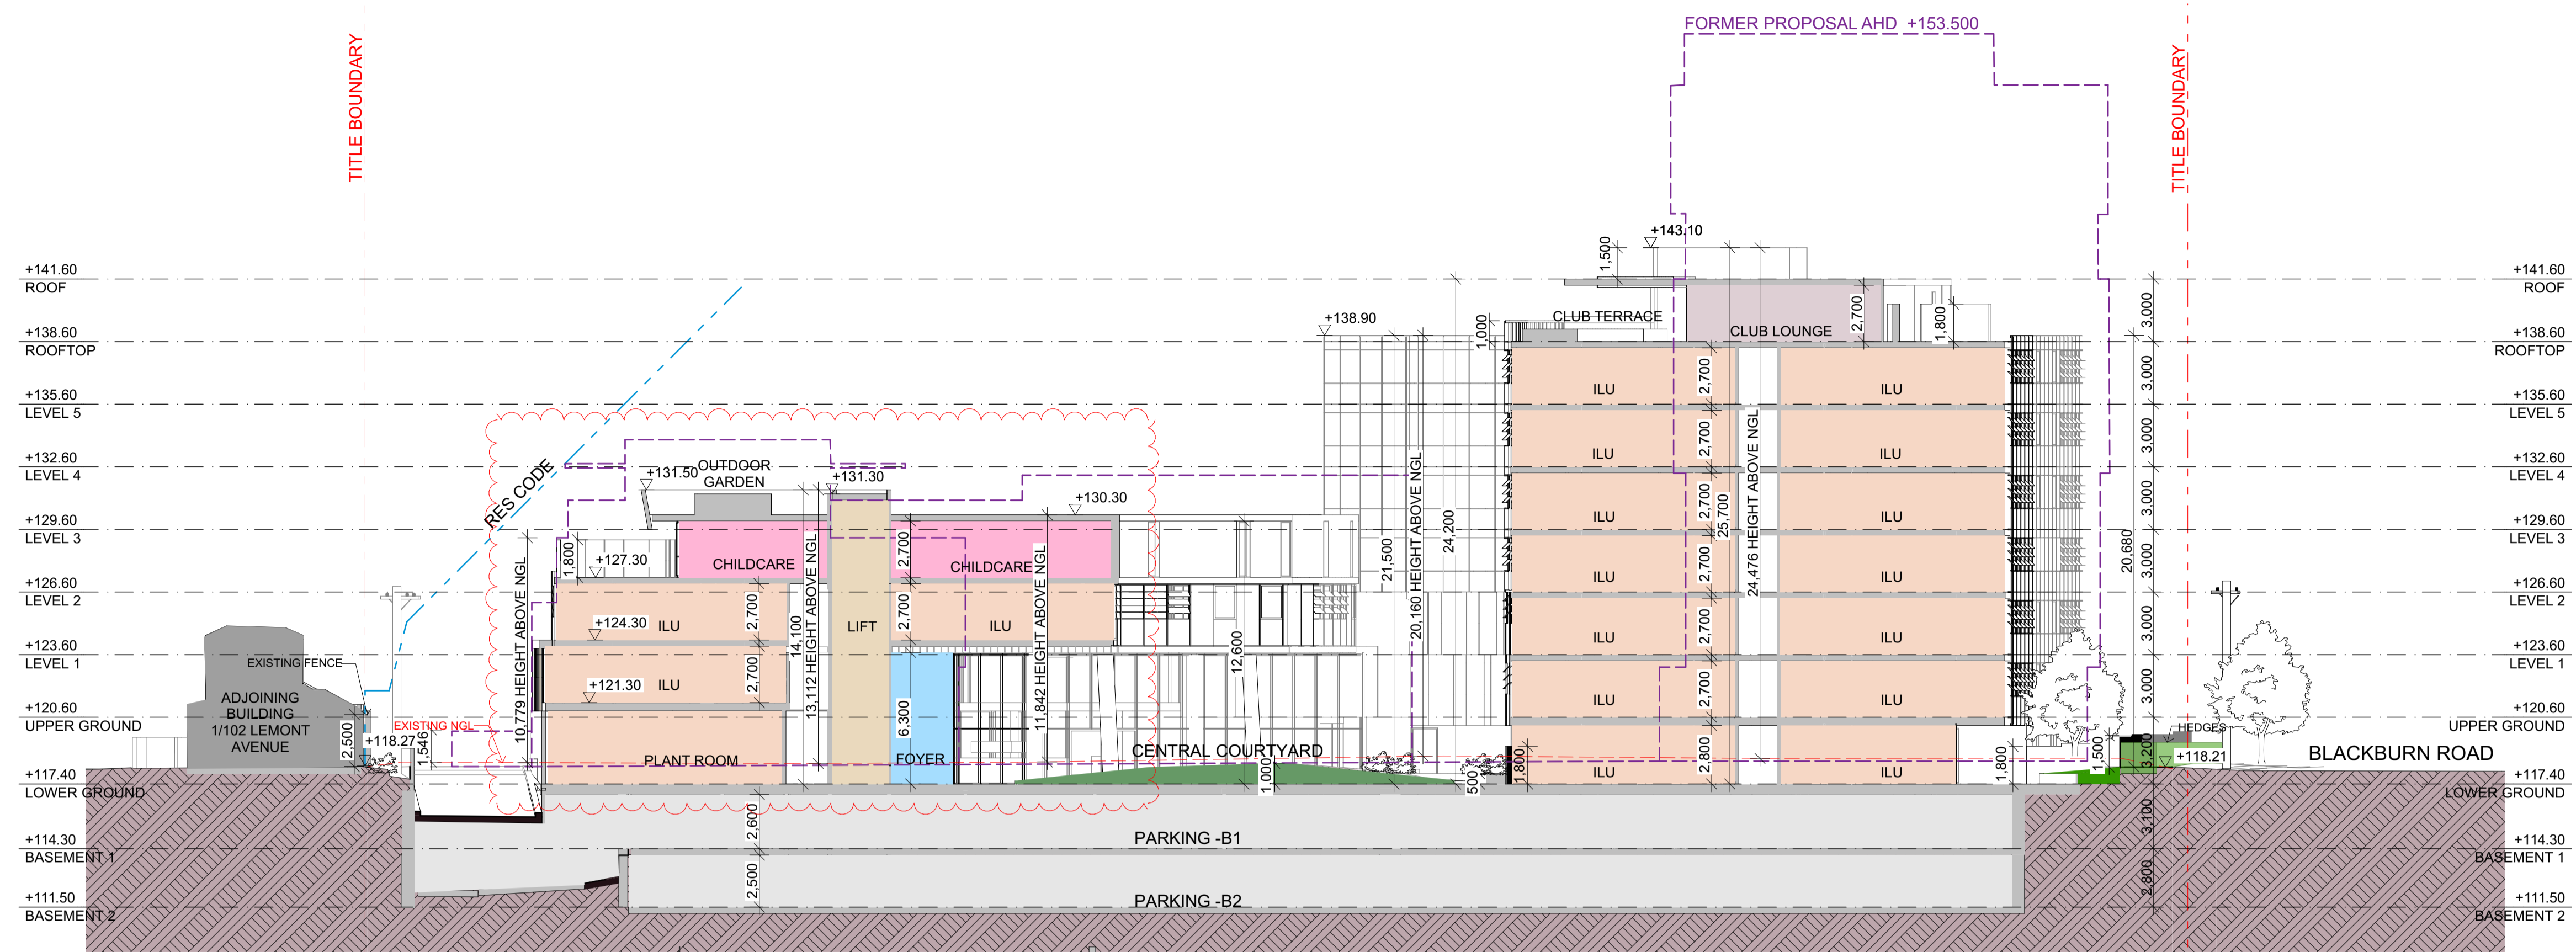 FORMER PROPOSAL AHD +153.500
TITLE BOUNDARY
TITLE BOUNDARY
+143.10
1,500
+141.60
ROOF
+141.60
ROOF
3,000
2,700
1,800
CLUB TERRACE
CLUB LOUNGE
1,000
+138.90
+138.60
ROOFTOP
+138.60
ROOFTOP
3,000
ILU
2,700
ILU
+135.60
LEVEL 5
+135.60
LEVEL 5
3,000
ILU
2,700
ILU
24,476 HEIGHT ABOVE NGL
25,700
24,200
21,500
20,160 HEIGHT ABOVE NGL
20,680
+132.60
LEVEL 4
+132.60
LEVEL 4
3,000
RES CODE
+131.50
OUTDOOR
GARDEN
+131.30
+130.30
ILU
2,700
ILU
+129.60
LEVEL 3
+129.60
LEVEL 3
3,000
1,800
+127.30
CHILDCARE
2,700
CHILDCARE
ILU
2,700
ILU
+126.60
LEVEL 2
+126.60
LEVEL 2
3,000
10,779 HEIGHT ABOVE NGL
14,100
13,112 HEIGHT ABOVE NGL
11,842 HEIGHT ABOVE NGL
12,600
+124.30
ILU
2,700
LIFT
2,700
ILU
ILU
2,700
ILU
+123.60
LEVEL 1
+123.60
LEVEL 1
3,000
EXISTING FENCE
+121.30
ILU
2,700
ILU
2,700
ILU
ADJOINING
BUILDING
1/102 LEMONT
AVENUE
+120.60
UPPER GROUND
+120.60
UPPER GROUND
EXISTING NGL
2,500
+118.27
1,546
6,300
PLANT ROOM
FOYER
CENTRAL COURTYARD
1,000
500
1,800
ILU
2,800
ILU
1,800
1,500
HEDGES
3,200
+118.21
BLACKBURN ROAD
+117.40
LOWER GROUND
+117.40
LOWER GROUND
2,600
PARKING -B1
3,100
+114.30
BASEMENT 1
+114.30
BASEMENT 1
2,500
PARKING -B2
2,800
+111.50
BASEMENT 2
+111.50
BASEMENT 2